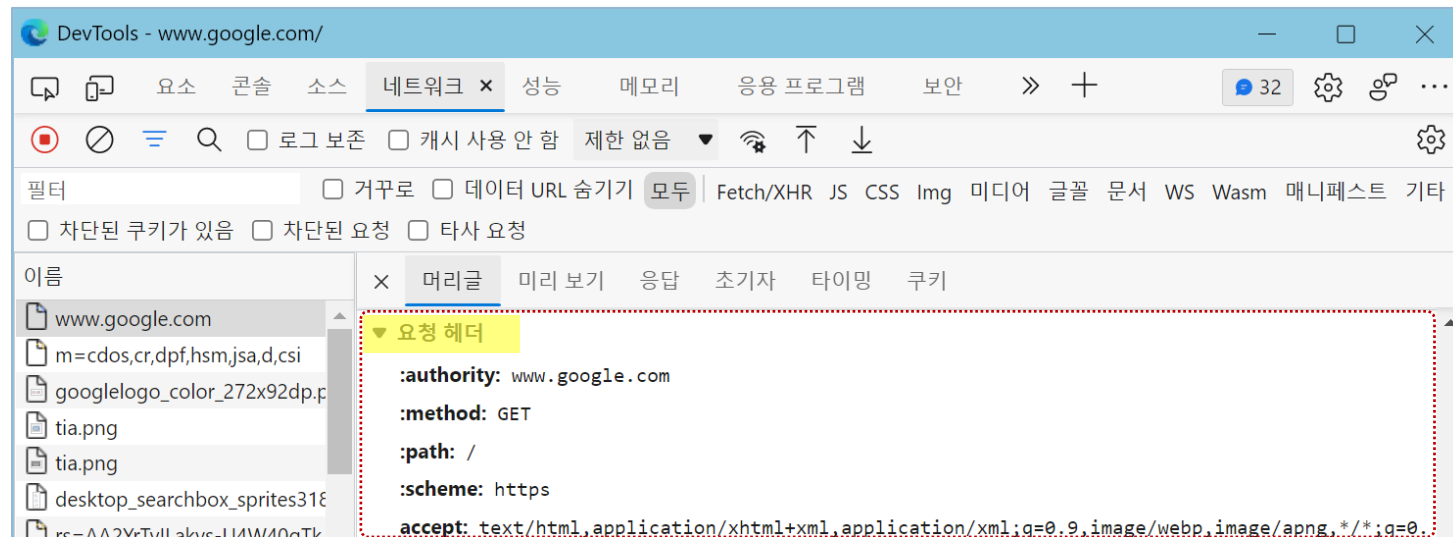 DevTools - www.google.com/
요소 콘솔 소스 네트워크 성능 메모리 응용 프로그램 보안 32
로그 보존 캐시 사용 안 함 제한 없음
필터 거꾸로 데이터 URL 숨기기 모두 Fetch/XHR JS CSS Img 미디어 글꼴 문서 WS Wasm 매니페스트 기타
차단된 쿠키가 있음 차단된 요청 타사 요청
이름
머리글 미리 보기 응답 초기자 타이밍 쿠키
www.google.com
m=cdos,cr,dpf,hsm,jsa,d,csi
googlelogo_color_272x92dp.p
tia.png
tia.png
desktop_searchbox_sprites318
요청 헤더
:authority: www.google.com
:method: GET
:path: /
:scheme: https
accept: text/html,application/xhtml+xml,application/xml;q=0.9,image/webp,image/apng,*/*;q=0.